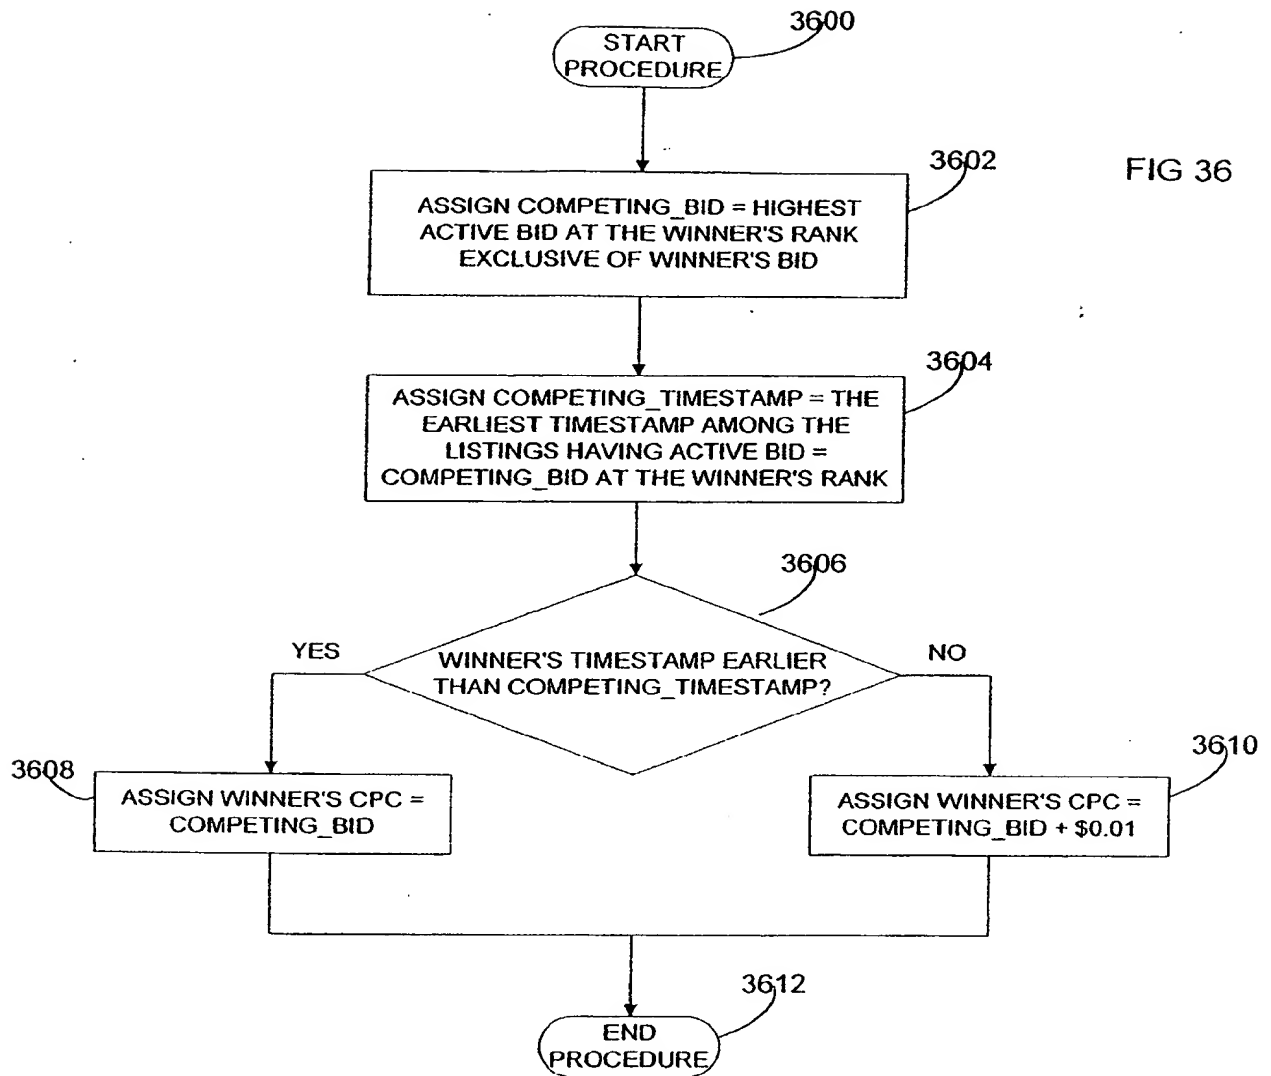 3600
START
PROCEDURE
FIG 36
3602
ASSIGN COMPETING_BID = HIGHEST
ACTIVE BID AT THE WINNER'S RANK
EXCLUSIVE OF WINNER'S BID
3604
ASSIGN COMPETING_TIMESTAMP = THE
EARLIEST TIMESTAMP AMONG THE
LISTINGS HAVING ACTIVE BID =
COMPETING_BID AT THE WINNER'S RANK
3606
YES
WINNER'S TIMESTAMP EARLIER
THAN COMPETING_TIMESTAMP?
NO
3608
ASSIGN WINNER'S CPC =
COMPETING_BID
3610
ASSIGN WINNER'S CPC =
COMPETING_BID + $0.01
3612
END
PROCEDURE